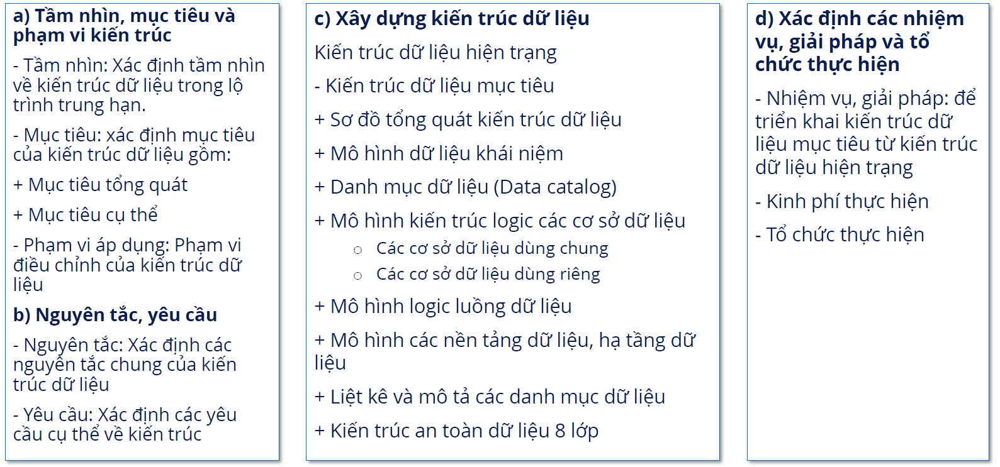 a) Tầm nhìn, mục tiêu và
phạm vi kiến trúc
- Tầm nhìn: Xác định tầm nhìn
về kiến trúc dữ liệu trong lộ
trình trung hạn.
- Mục tiêu: xác định mục tiêu
của kiến trúc dữ liệu gồm:
+ Mục tiêu tổng quát
+ Mục tiêu cụ thể
- Phạm vi áp dụng: Phạm vi
điều chỉnh của kiến trúc dữ
liệu
b) Nguyên tắc, yêu cầu
- Nguyên tắc: Xác định các
nguyên tắc chung của kiến
trúc dữ liệu
- Yêu cầu: Xác định các yêu
cầu cụ thể về kiến trúc
c) Xây dựng kiến trúc dữ liệu
Kiến trúc dữ liệu hiện trạng
- Kiến trúc dữ liệu mục tiêu
+ Sơ đồ tổng quát kiến trúc dữ liệu
+ Mô hình dữ liệu khái niệm
+ Danh mục dữ liệu (Data catalog)
+ Mô hình kiến trúc logic các cơ sở dữ liệu
○ Các cơ sở dữ liệu dùng chung
○ Các cơ sở dữ liệu dùng riêng
+ Mô hình logic luồng dữ liệu
+ Mô hình các nền tảng dữ liệu, hạ tầng dữ
liệu
+ Liệt kê và mô tả các danh mục dữ liệu
+ Kiến trúc an toàn dữ liệu 8 lớp
d) Xác định các nhiệm
vụ, giải pháp và tổ
chức thực hiện
- Nhiệm vụ, giải pháp: để
triển khai kiến trúc dữ
liệu mục tiêu từ kiến trúc
dữ liệu hiện trạng
- Kinh phí thực hiện
- Tổ chức thực hiện